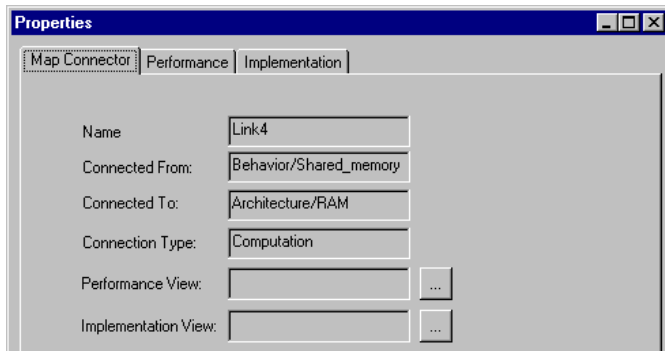 Properties
Map Connector Performance Implementation
Name Link4
Connected From: Behavior/Shared_memory
Connected To: Architecture/RAM
Connection Type: Computation
Performance View: ...
Implementation View: ...